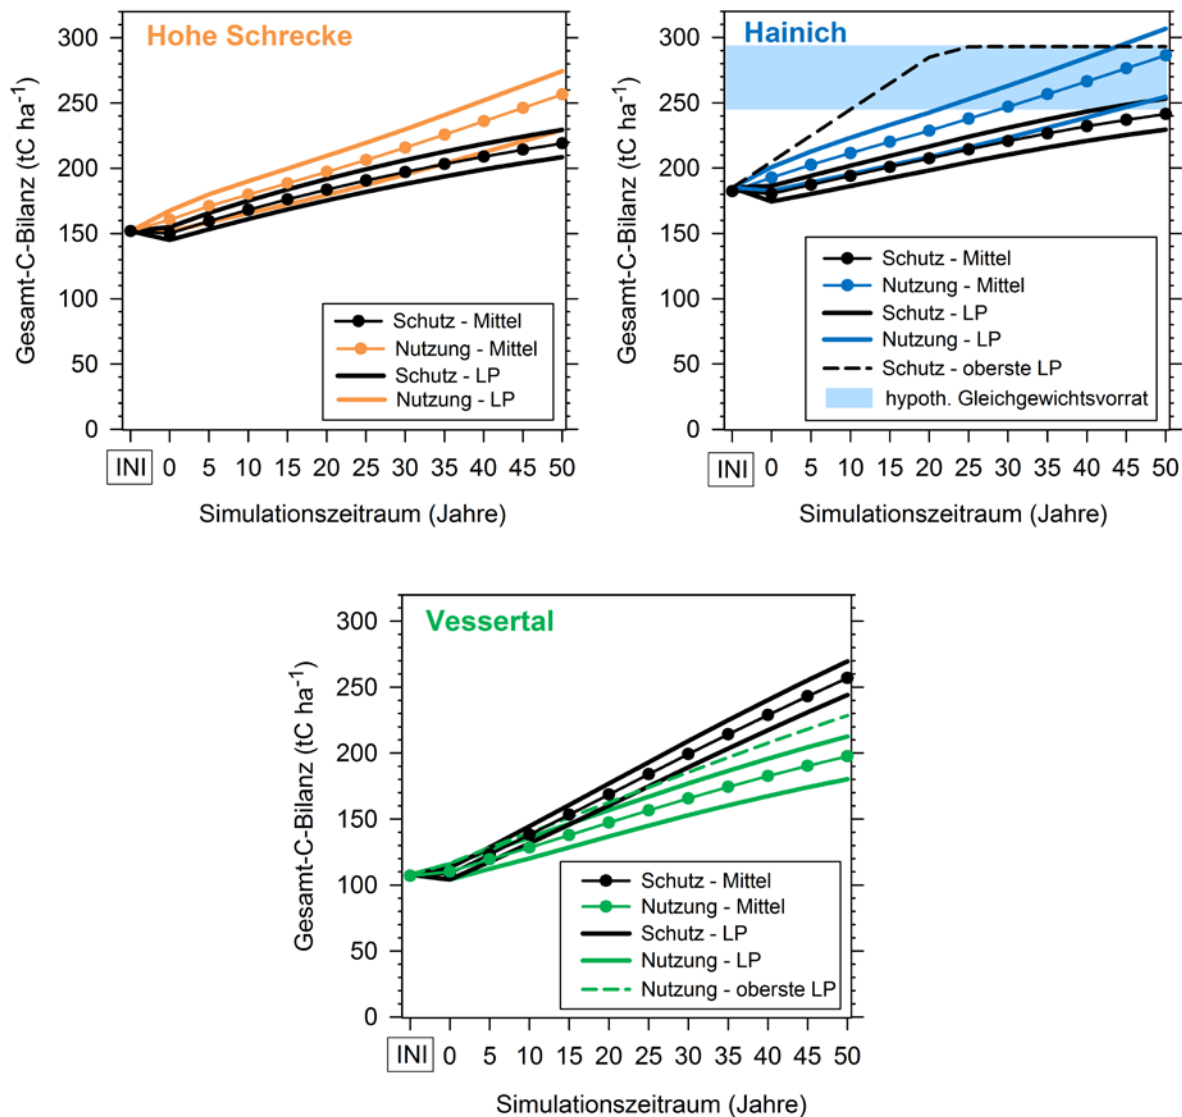 Hohe Schrecke
Gesamt-C-Bilanz (tC ha⁻¹)
300
250
200
150
100
50
0
Schutz - Mittel
Nutzung - Mittel
Schutz - LP
Nutzung - LP
INI 0 5 10 15 20 25 30 35 40 45 50
Simulationszeitraum (Jahre)
Hainich
Gesamt-C-Bilanz (tC ha⁻¹)
300
250
200
150
100
50
0
Schutz - Mittel
Nutzung - Mittel
Schutz - LP
Nutzung - LP
Schutz - oberste LP
hypoth. Gleichgewichtsvorrat
INI 0 5 10 15 20 25 30 35 40 45 50
Simulationszeitraum (Jahre)
Vessertal
Gesamt-C-Bilanz (tC ha⁻¹)
300
250
200
150
100
50
0
Schutz - Mittel
Nutzung - Mittel
Schutz - LP
Nutzung - LP
Nutzung - oberste LP
INI 0 5 10 15 20 25 30 35 40 45 50
Simulationszeitraum (Jahre)